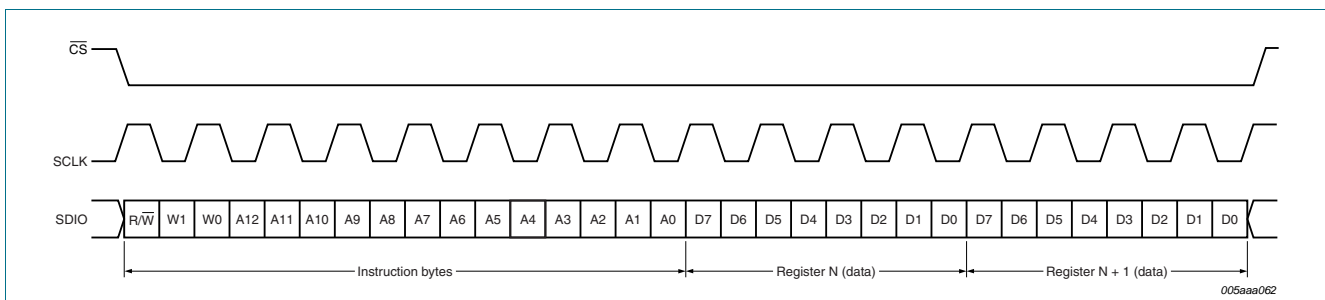 CS
SCLK
SDIO R/W W1 W0 A12 A11 A10 A9 A8 A7 A6 A5 A4 A3 A2 A1 A0 D7 D6 D5 D4 D3 D2 D1 D0 D7 D6 D5 D4 D3 D2 D1 D0
Instruction bytes Register N (data) Register N + 1 (data)
005aaa062